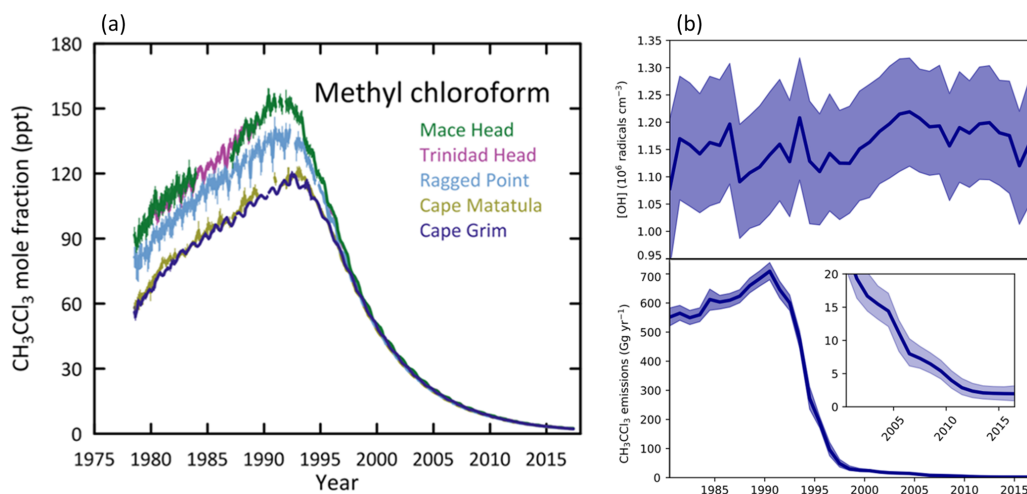 (a)
180
150
120
90
60
30
0
CH₃CCl₃ mole fraction (ppt)
Methyl chloroform
Mace Head
Trinidad Head
Ragged Point
Cape Matatula
Cape Grim
1975 1980 1985 1990 1995 2000 2005 2010 2015
Year
(b)
1.35
1.30
1.25
1.20
1.15
1.10
1.05
1.00
0.95
[OH] (10⁶ radicals cm⁻³)
700
600
500
400
300
200
100
0
CH₃CCl₃ emissions (Gg yr⁻¹)
20
15
10
5
0
2005 2010 2015
1985 1990 1995 2000 2005 2010 2015